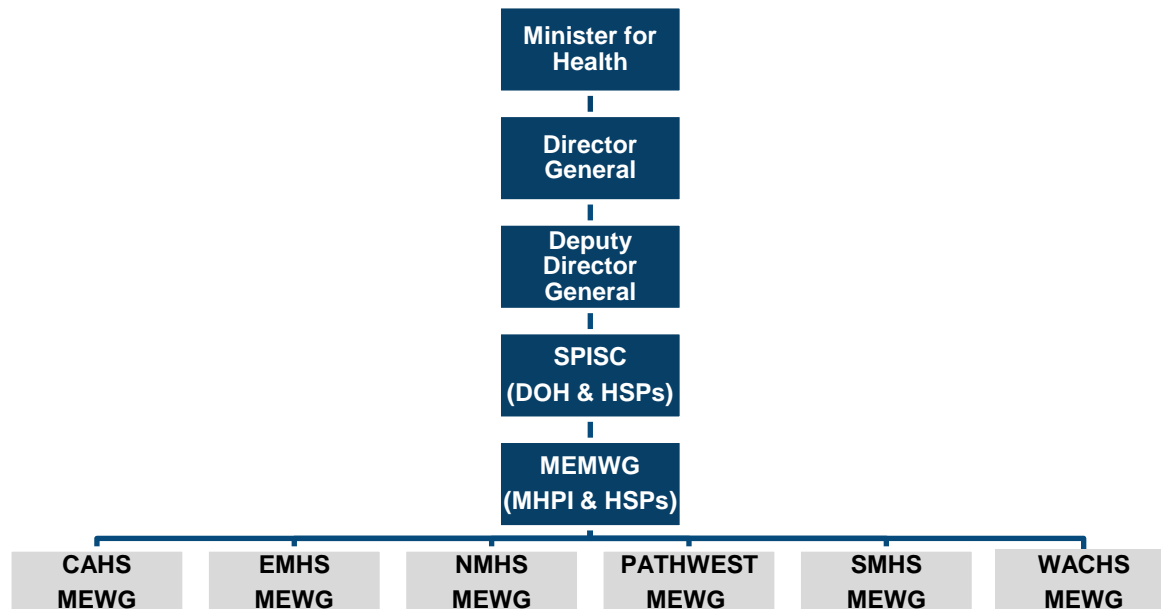 Minister for
Health
Director
General
Deputy
Director
General
SPISC
(DOH & HSPs)
MEMWG
(MHPI & HSPs)
CAHS
MEWG
EMHS
MEWG
NMHS
MEWG
PATHWEST
MEWG
SMHS
MEWG
WACHS
MEWG